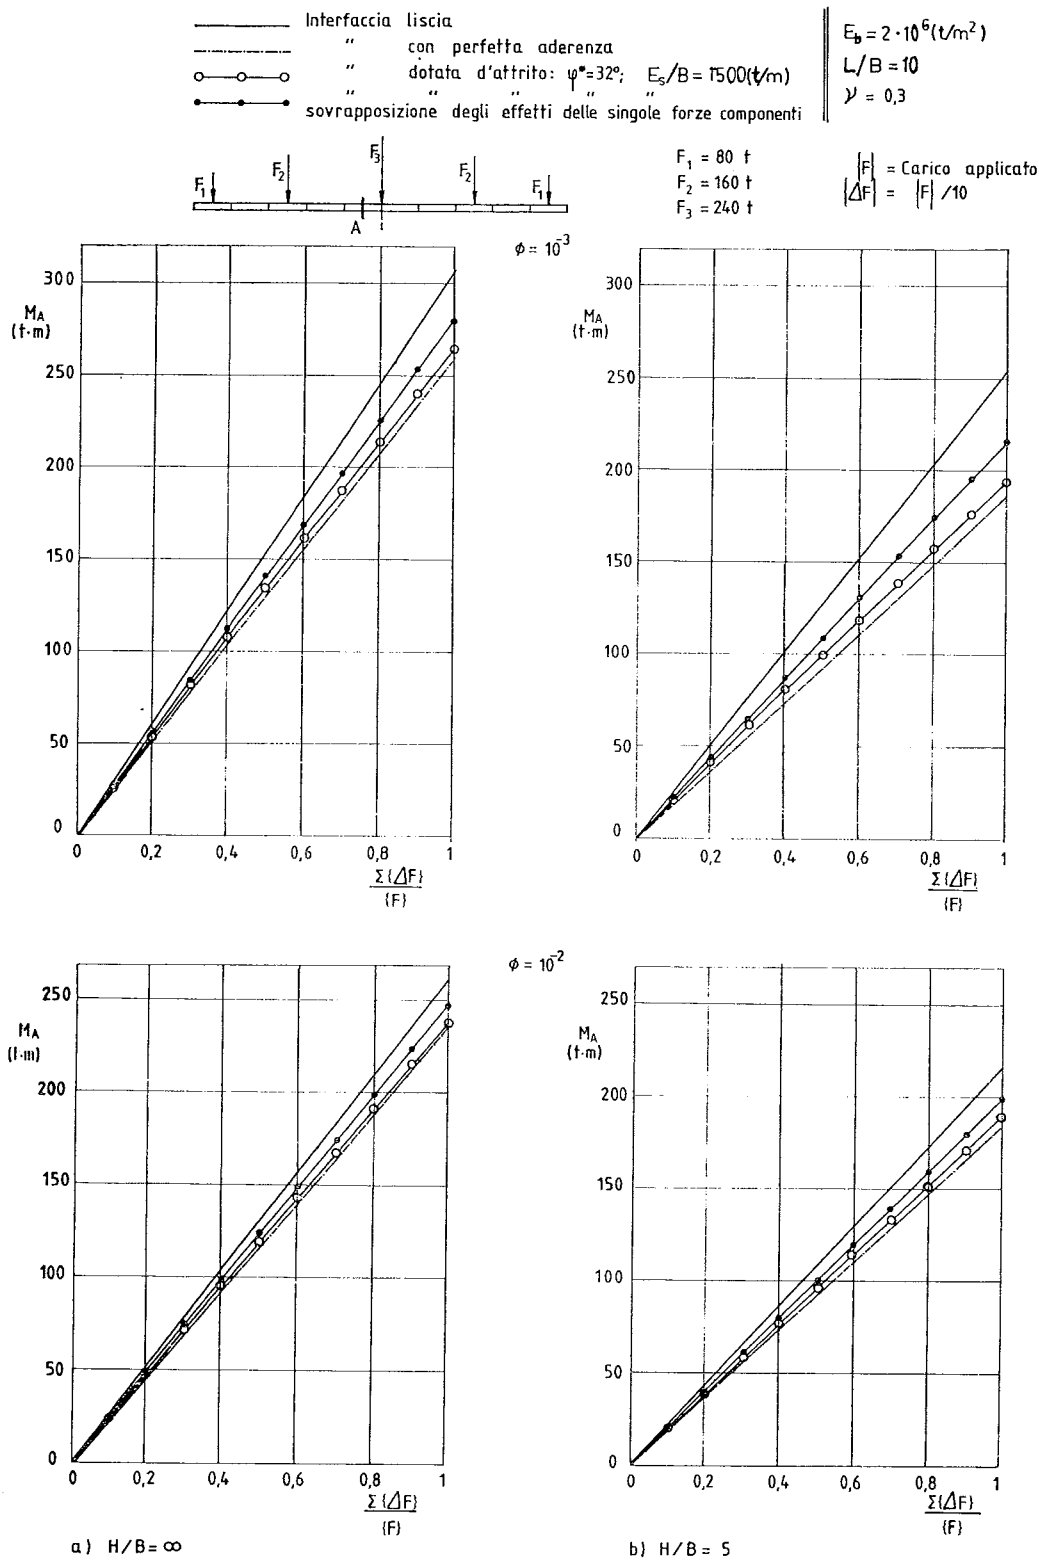 Interfaccia liscia
" con perfetta aderenza
" dotata d'attrito: φ*=32°; Es/B = 1500(t/m)
" " " " "
sovrapposizione degli effetti delle singole forze componenti
Eb = 2·10⁶(t/m²)
L/B = 10
ν = 0,3
F1 F2 F3 F2 F1
A
F1 = 80 t
F2 = 160 t
F3 = 240 t
{F} = Carico applicato
{ΔF} = {F} /10
ϕ = 10⁻³
300
MA
(t·m)
250
200
150
100
50
0
0 0,2 0,4 0,6 0,8 1
Σ{ΔF}
{F}
300
MA
(t·m)
250
200
150
100
50
0
0 0,2 0,4 0,6 0,8 1
Σ{ΔF}
{F}
ϕ = 10⁻²
250
MA
(t·m)
200
150
100
50
0
0 0,2 0,4 0,6 0,8 1
Σ{ΔF}
{F}
a) H/B = ∞
250
MA
(t·m)
200
150
100
50
0
0 0,2 0,4 0,6 0,8 1
Σ{ΔF}
{F}
b) H/B = 5